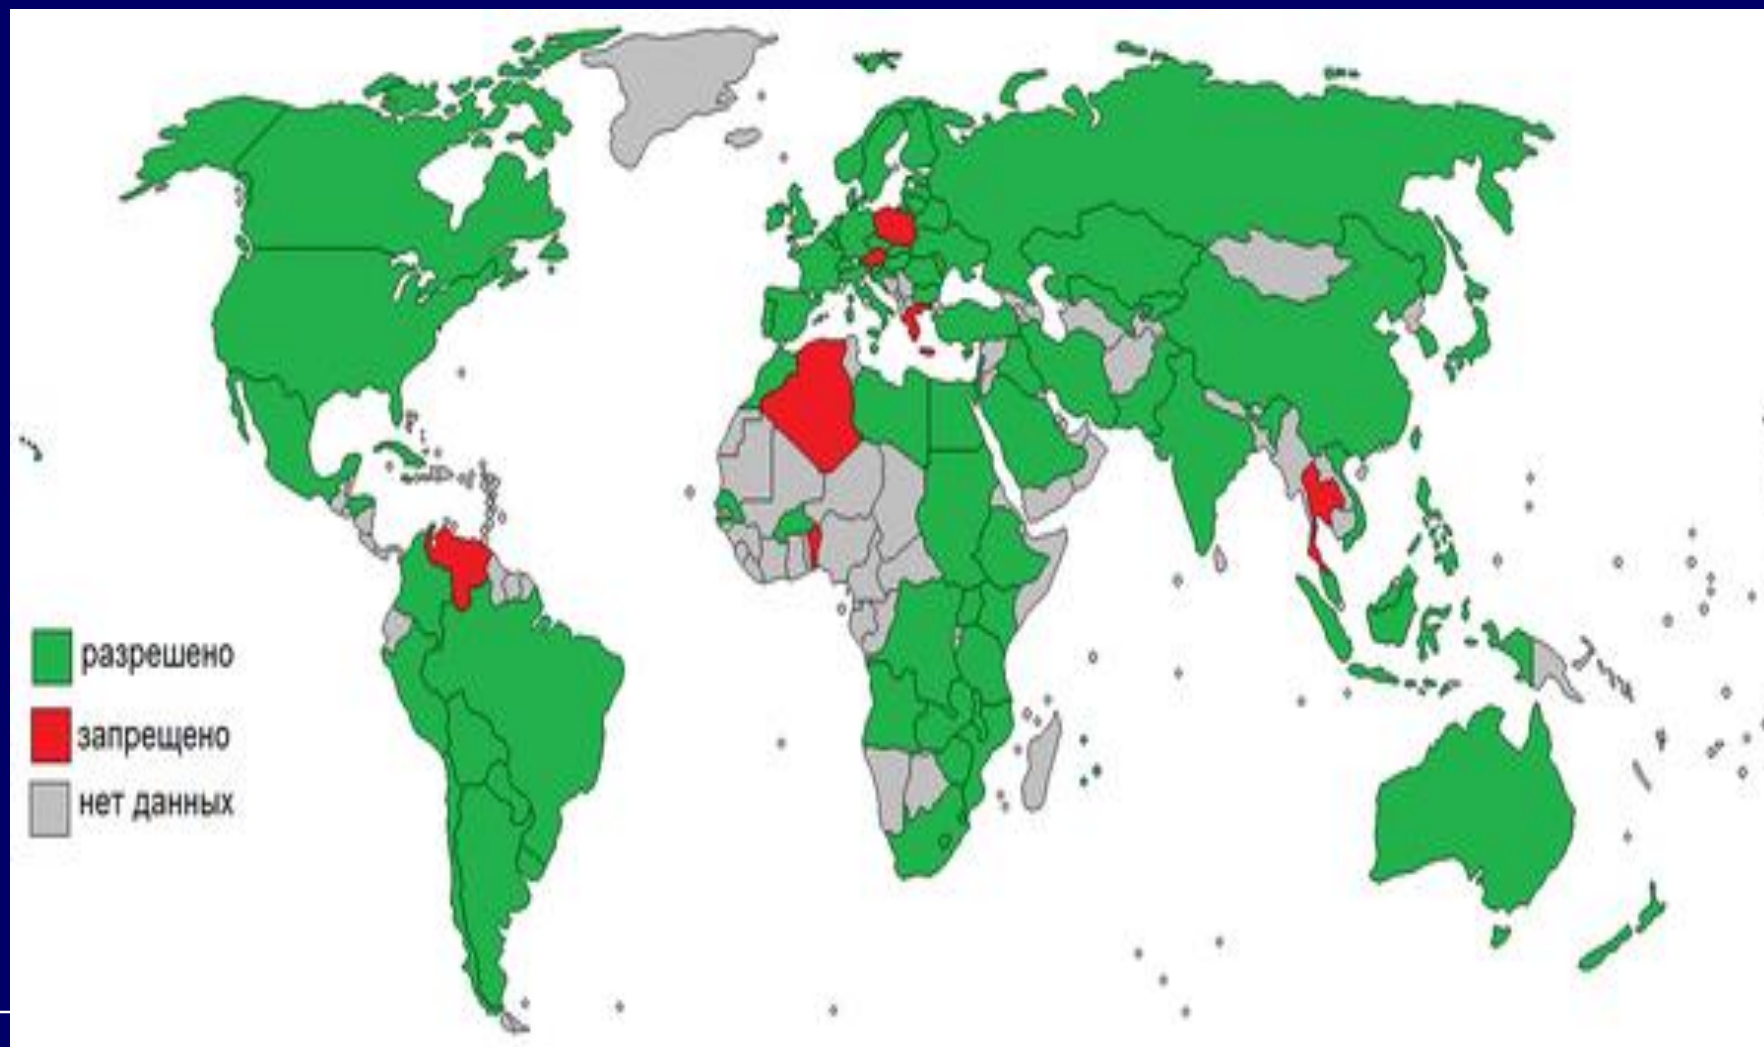 разрешено
запрещено
нет данных